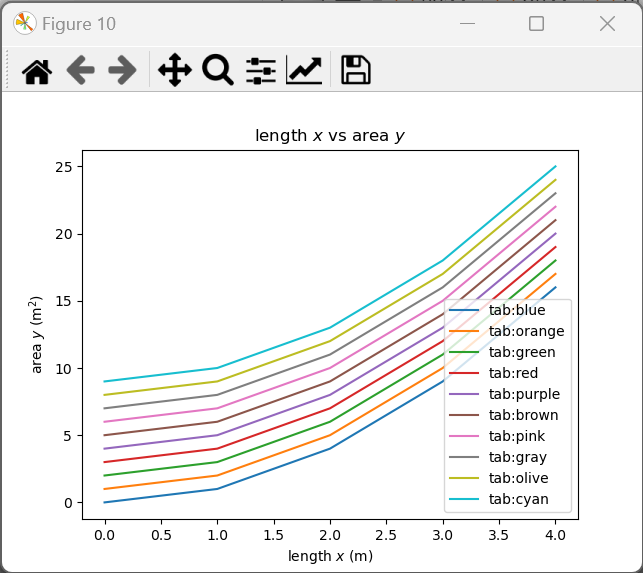 Figure 10
length x vs area y
25
20
15
10
5
0
area y (m²)
0.0 0.5 1.0 1.5 2.0 2.5 3.0 3.5 4.0
length x (m)
tab:blue
tab:orange
tab:green
tab:red
tab:purple
tab:brown
tab:pink
tab:gray
tab:olive
tab:cyan